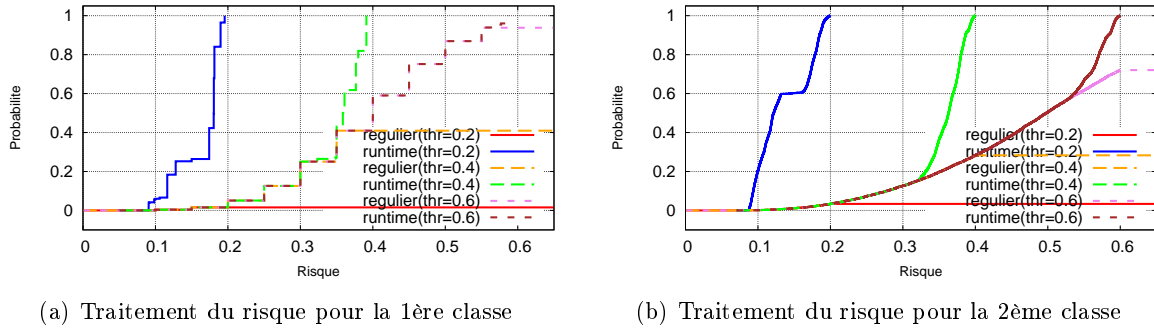 1
0.8
0.6
0.4
0.2
0
Probabilite
0 0.1 0.2 0.3 0.4 0.5 0.6
Risque
regulier(thr=0.2)
runtime(thr=0.2)
regulier(thr=0.4)
runtime(thr=0.4)
regulier(thr=0.6)
runtime(thr=0.6)
(a) Traitement du risque pour la 1ère classe
1
0.8
0.6
0.4
0.2
0
Probabilite
0 0.1 0.2 0.3 0.4 0.5 0.6
Risque
regulier(thr=0.2)
runtime(thr=0.2)
regulier(thr=0.4)
runtime(thr=0.4)
regulier(thr=0.6)
runtime(thr=0.6)
(b) Traitement du risque pour la 2ème classe